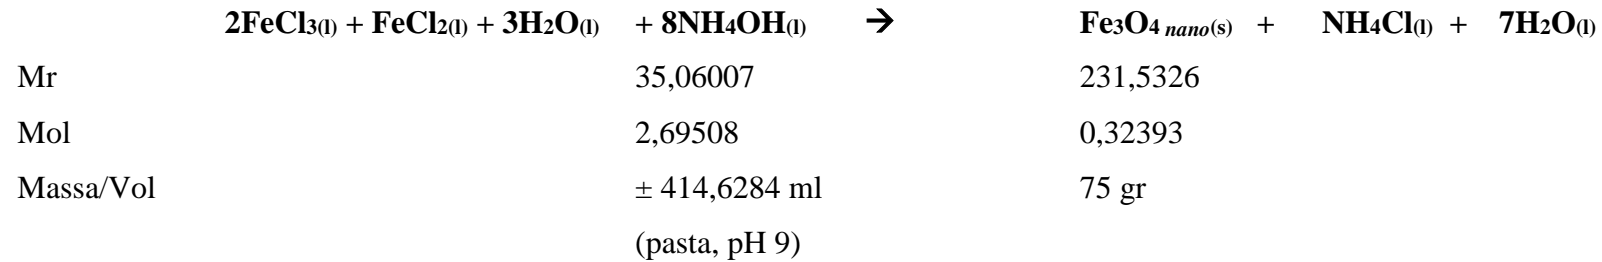 2FeCl3(l) + FeCl2(l) + 3H2O(l) + 8NH4OH(l) → Fe3O4 nano(s) + NH4Cl(l) + 7H2O(l)
Mr 35,06007 231,5326
Mol 2,69508 0,32393
Massa/Vol ± 414,6284 ml 75 gr
(pasta, pH 9)